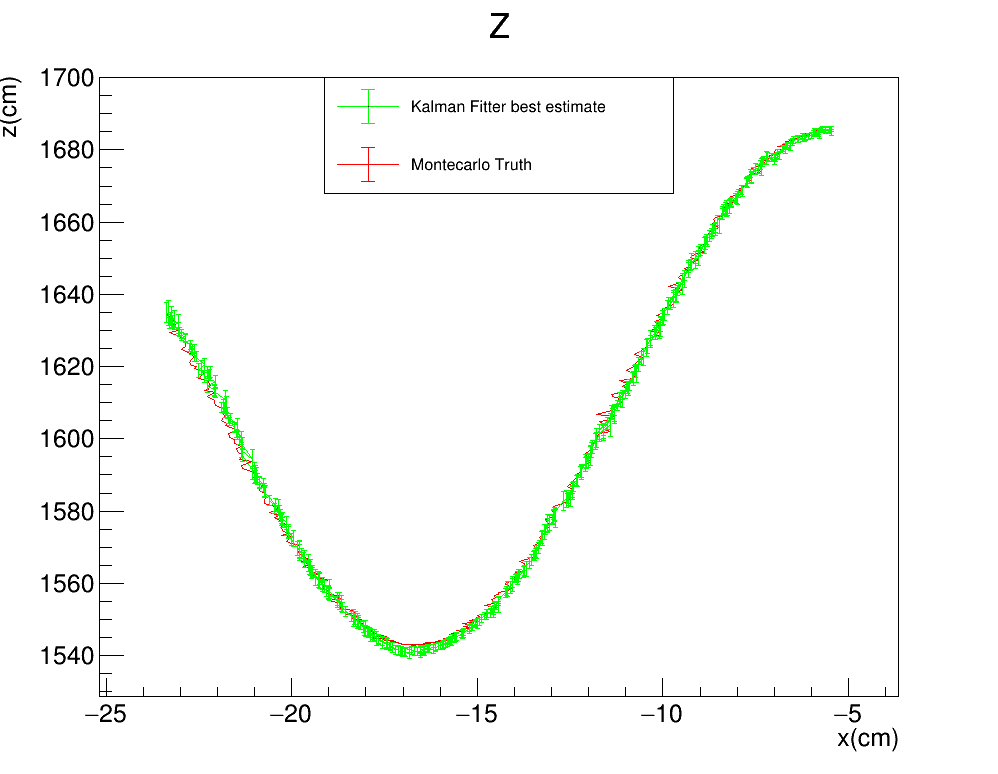 Z
z(cm)
1700
1680
1660
1640
1620
1600
1580
1560
1540
Kalman Fitter best estimate
Montecarlo Truth
−25 −20 −15 −10 −5
x(cm)